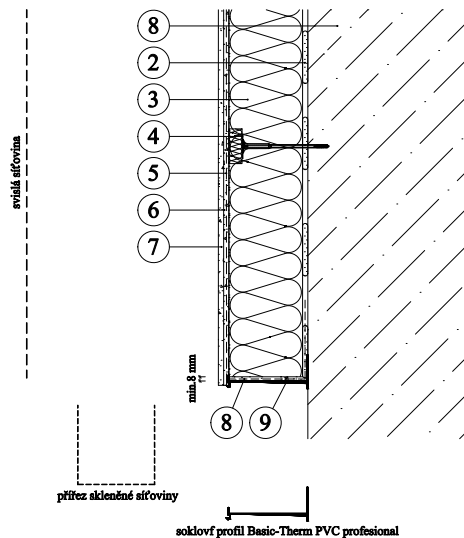 8
2
3
4
5
6
7
svislá síťovina
min.8 mm
8
9
přířez skleněné síťoviny
soklovř profil Basic-Therm PVC profesional